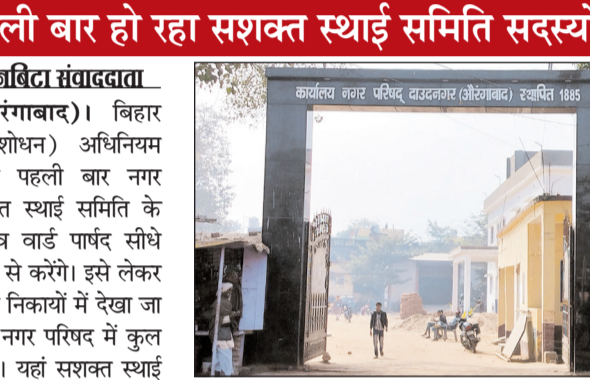 ली बार हो रहा सशक्त स्थाई समिति सदस्यो
नबिटा संवाददाता
रंगाबाद)। बिहार
शोधन) अधिनियम
पहली बार नगर
त स्थाई समिति के
व वार्ड पार्षद सीधे
से करेंगे। इसे लेकर
निकायों में देखा जा
नगर परिषद में कुल
। यहां सशक्त स्थाई
कार्यालय नगर परिषद् दाउदनगर (औरंगाबाद) स्थापित 1885